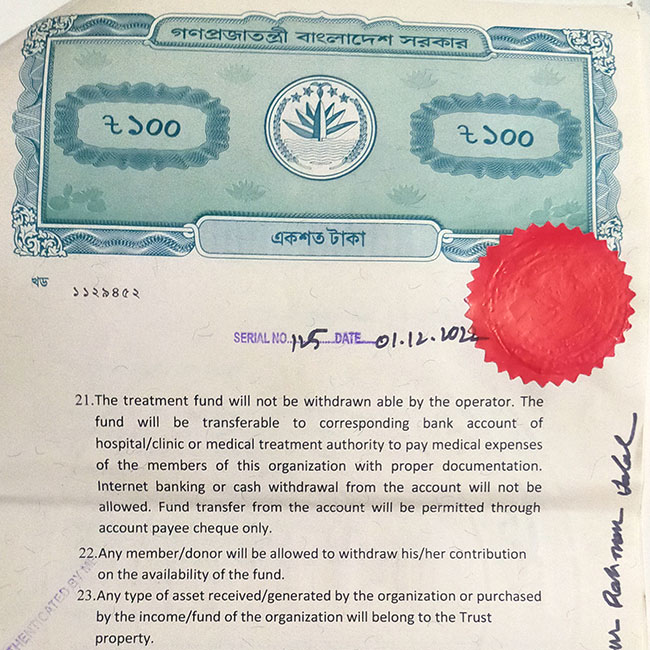 গণপ্রজাতন্ত্রী বাংলাদেশ সরকার
৳ ১০০
৳ ১০০
একশত টাকা
খড
১১২৯৪৫২
SERIAL NO. 125 DATE 01.12.2022
21.The treatment fund will not be withdrawn able by the operator. The
fund will be transferable to corresponding bank account of
hospital/clinic or medical treatment authority to pay medical expenses
of the members of this organization with proper documentation.
Internet banking or cash withdrawal from the account will not be
allowed. Fund transfer from the account will be permitted through
account payee cheque only.
22.Any member/donor will be allowed to withdraw his/her contribution
on the availability of the fund.
23.Any type of asset received/generated by the organization or purchased
by the income/fund of the organization will belong to the Trust
property.
THENTICATED BY ME
Rahman